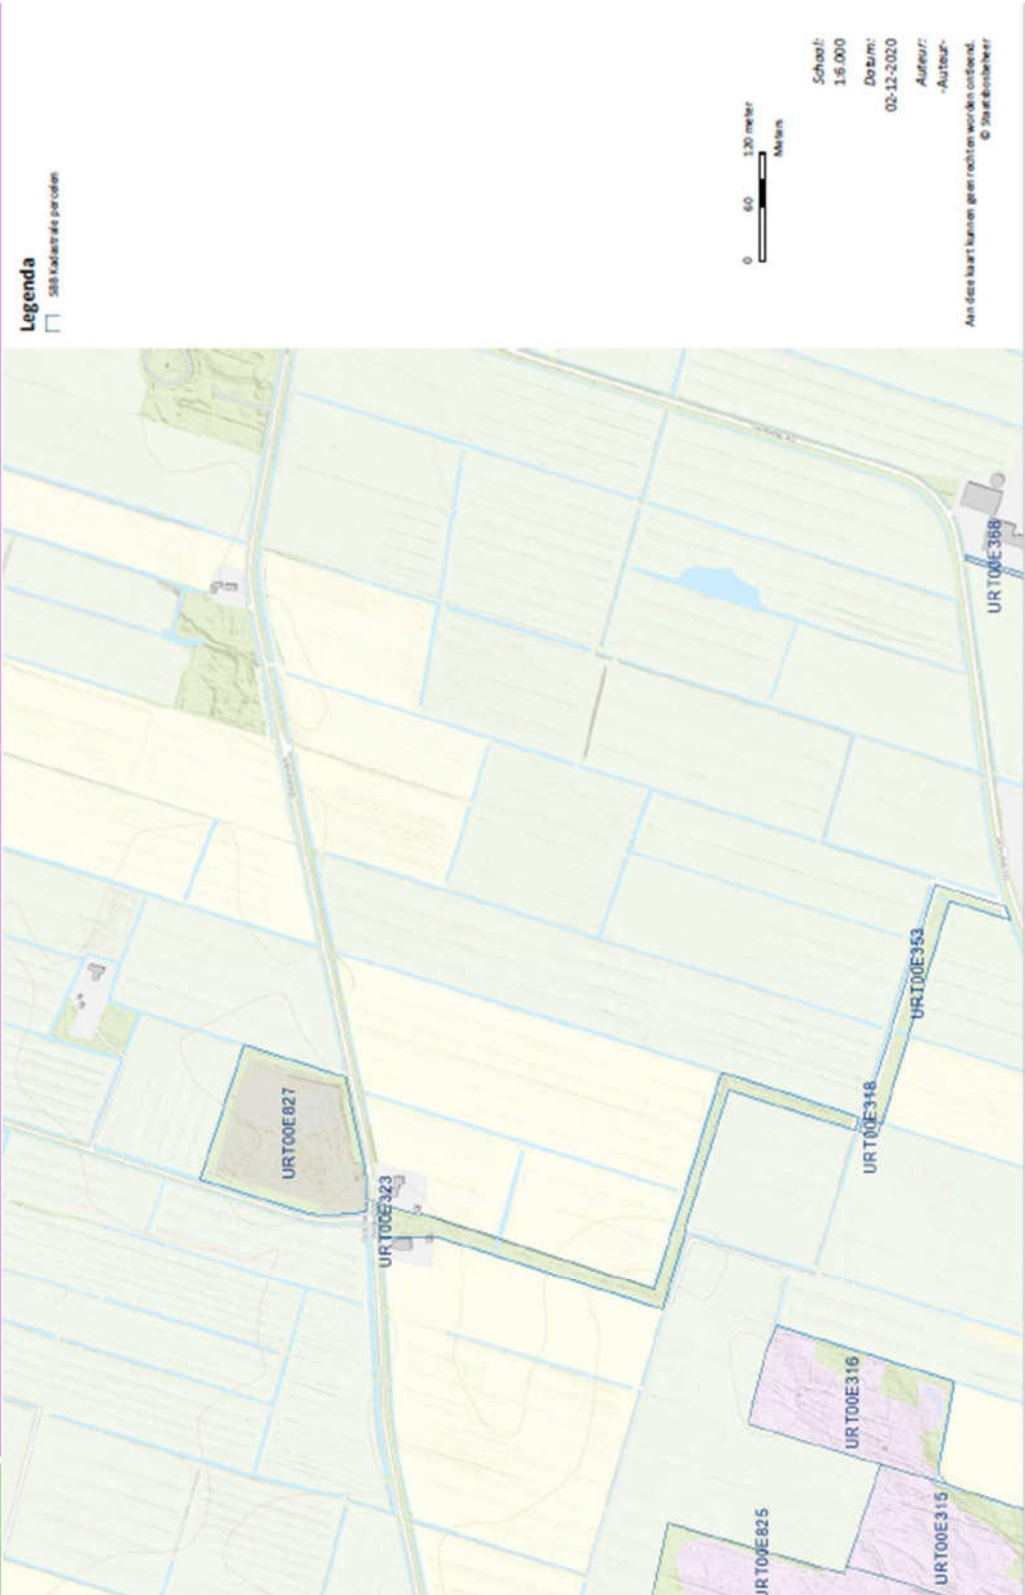 Legenda
SBB Kadastrale percelen
0 60 120 meter
Meters
Schaal:
1:6.000
Datum:
02-12-2020
Auteur:
-Auteur-
Aan deze kaart kunnen geen rechten worden ontleend.
© Staatsbosbeheer
URT00E827
URT00E323
URT00E368
URT00E353
URT00E318
URT00E316
URT00E825
URT00E315